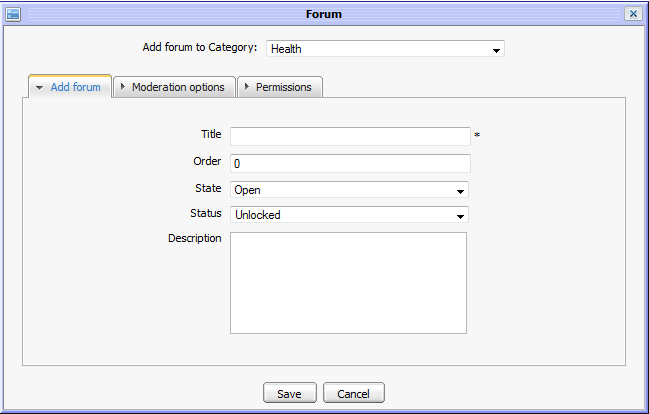 Forum
Add forum to Category: Health
Add forum Moderation options Permissions
Title *
Order 0
State Open
Status Unlocked
Description
Save Cancel